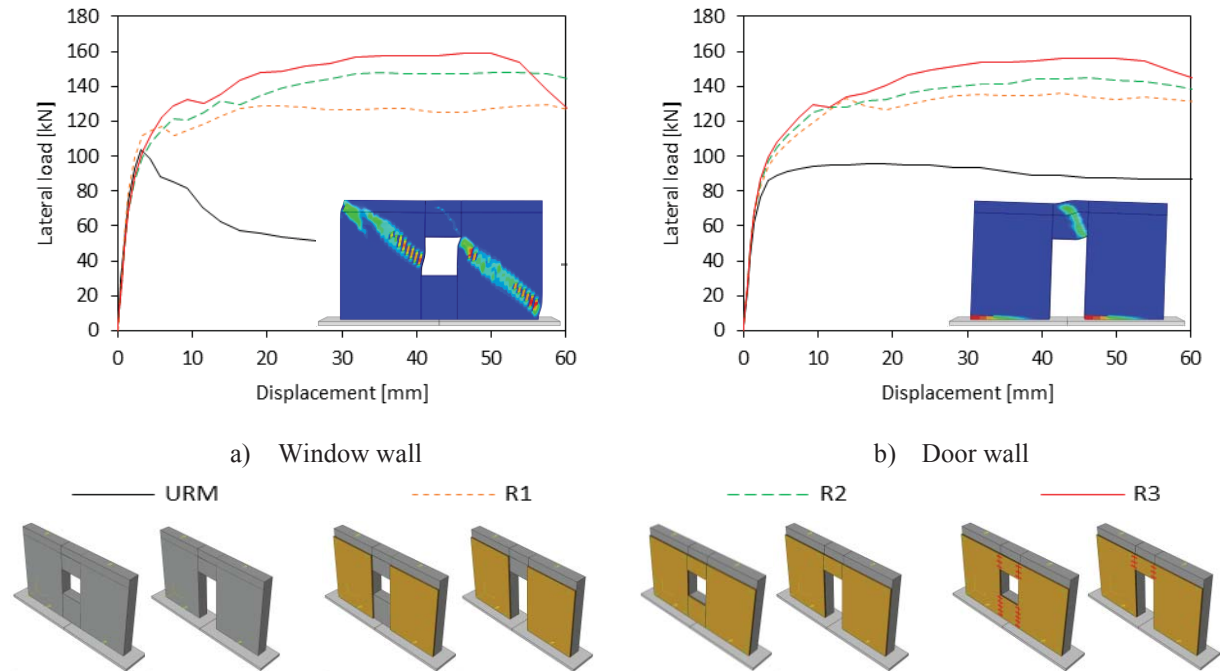 180
160
140
120
100
80
60
40
20
0
Lateral load [kN]
0 10 20 30 40 50 60
Displacement [mm]
a) Window wall
180
160
140
120
100
80
60
40
20
0
Lateral load [kN]
0 10 20 30 40 50 60
Displacement [mm]
b) Door wall
URM R1 R2 R3